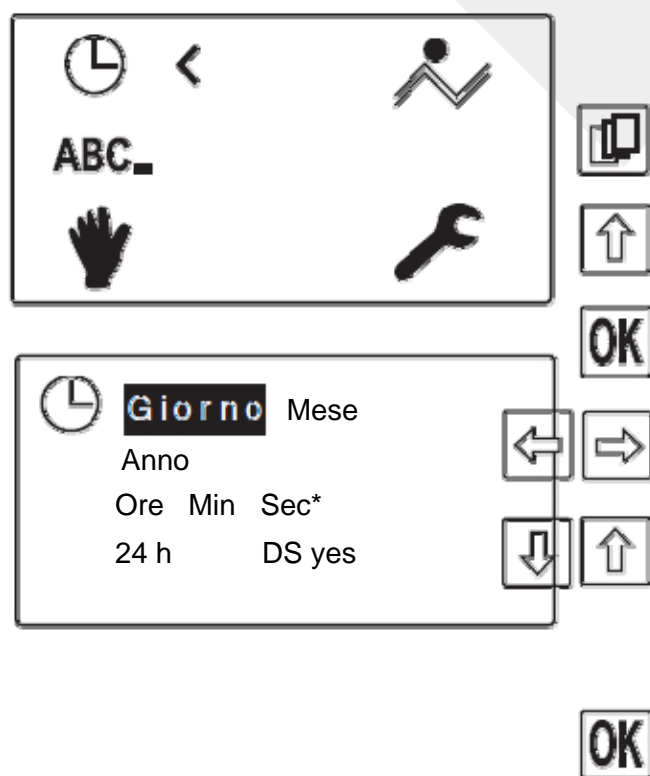 ABC_
OK
Giorno Mese
Anno
Ore Min Sec*
24 h DS yes
OK